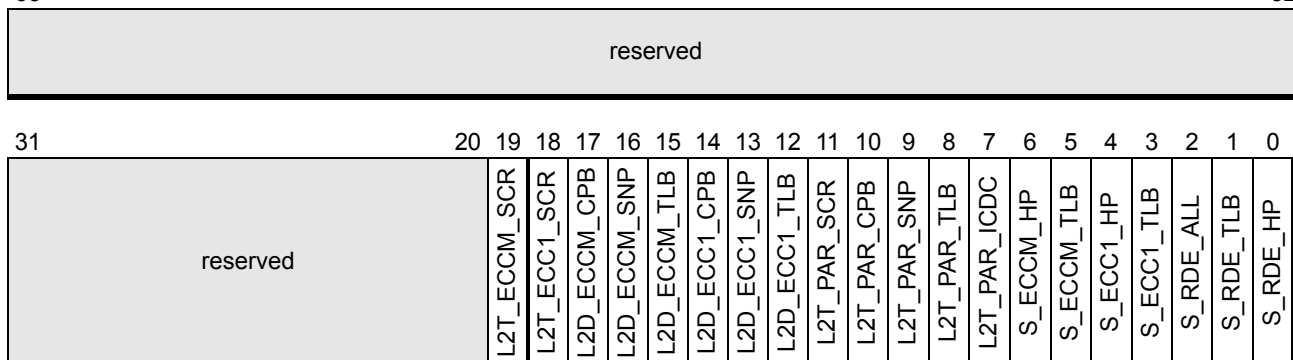 reserved
31 20 19 18 17 16 15 14 13 12 11 10 9 8 7 6 5 4 3 2 1 0
reserved
L2T_ECCM_SCR
L2T_ECC1_SCR
L2D_ECCM_CPB
L2D_ECCM_SNP
L2D_ECCM_TLB
L2D_ECC1_CPB
L2D_ECC1_SNP
L2D_ECC1_TLB
L2T_PAR_SCR
L2T_PAR_CPB
L2T_PAR_SNP
L2T_PAR_TLB
L2T_PAR_ICDC
S_ECCM_HP
S_ECCM_TLB
S_ECC1_HP
S_ECC1_TLB
S_RDE_ALL
S_RDE_TLB
S_RDE_HP